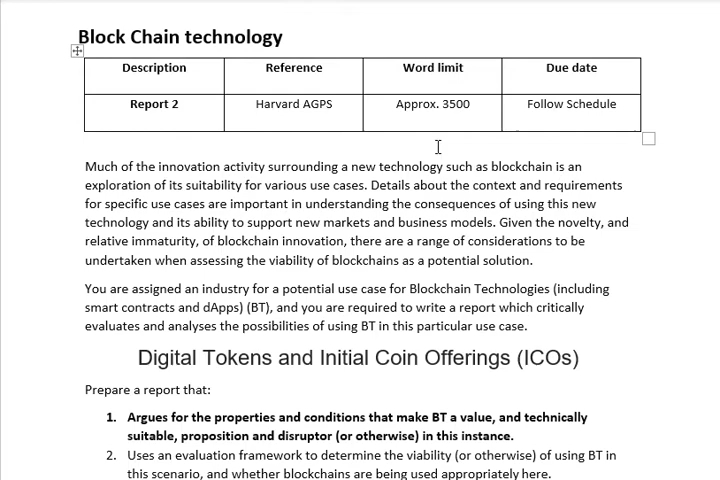 Block Chain technology
Description Reference Word limit Due date
Report 2 Harvard AGPS Approx. 3500 Follow Schedule
Much of the innovation activity surrounding a new technology such as blockchain is an
exploration of its suitability for various use cases. Details about the context and requirements
for specific use cases are important in understanding the consequences of using this new
technology and its ability to support new markets and business models. Given the novelty, and
relative immaturity, of blockchain innovation, there are a range of considerations to be
undertaken when assessing the viability of blockchains as a potential solution.
You are assigned an industry for a potential use case for Blockchain Technologies (including
smart contracts and dApps) (BT), and you are required to write a report which critically
evaluates and analyses the possibilities of using BT in this particular use case.
Digital Tokens and Initial Coin Offerings (ICOs)
Prepare a report that:
1. Argues for the properties and conditions that make BT a value, and technically
suitable, proposition and disruptor (or otherwise) in this instance.
2. Uses an evaluation framework to determine the viability (or otherwise) of using BT in
this scenario, and whether blockchains are being used appropriately here.